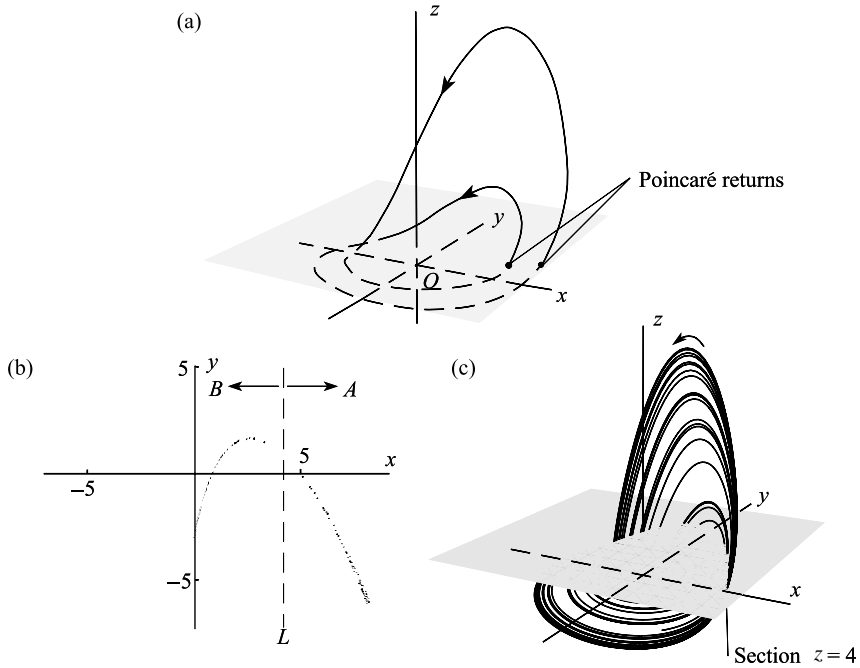 (a)
z
Poincaré returns
y
O
x
(b)
5
y
B
A
5
x
−5
−5
L
(c)
z
y
x
Section z = 4